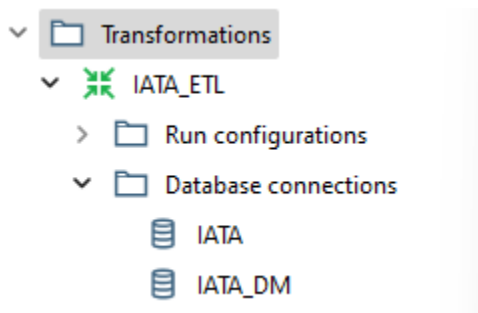 Transformations
IATA_ETL
Run configurations
Database connections
IATA
IATA_DM